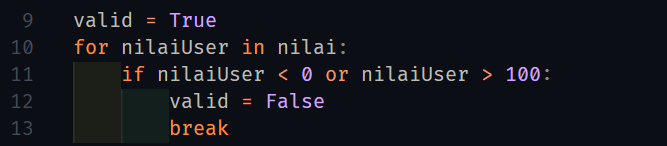 9 valid = True
10 for nilaiUser in nilai:
11 if nilaiUser < 0 or nilaiUser > 100:
12 valid = False
13 break